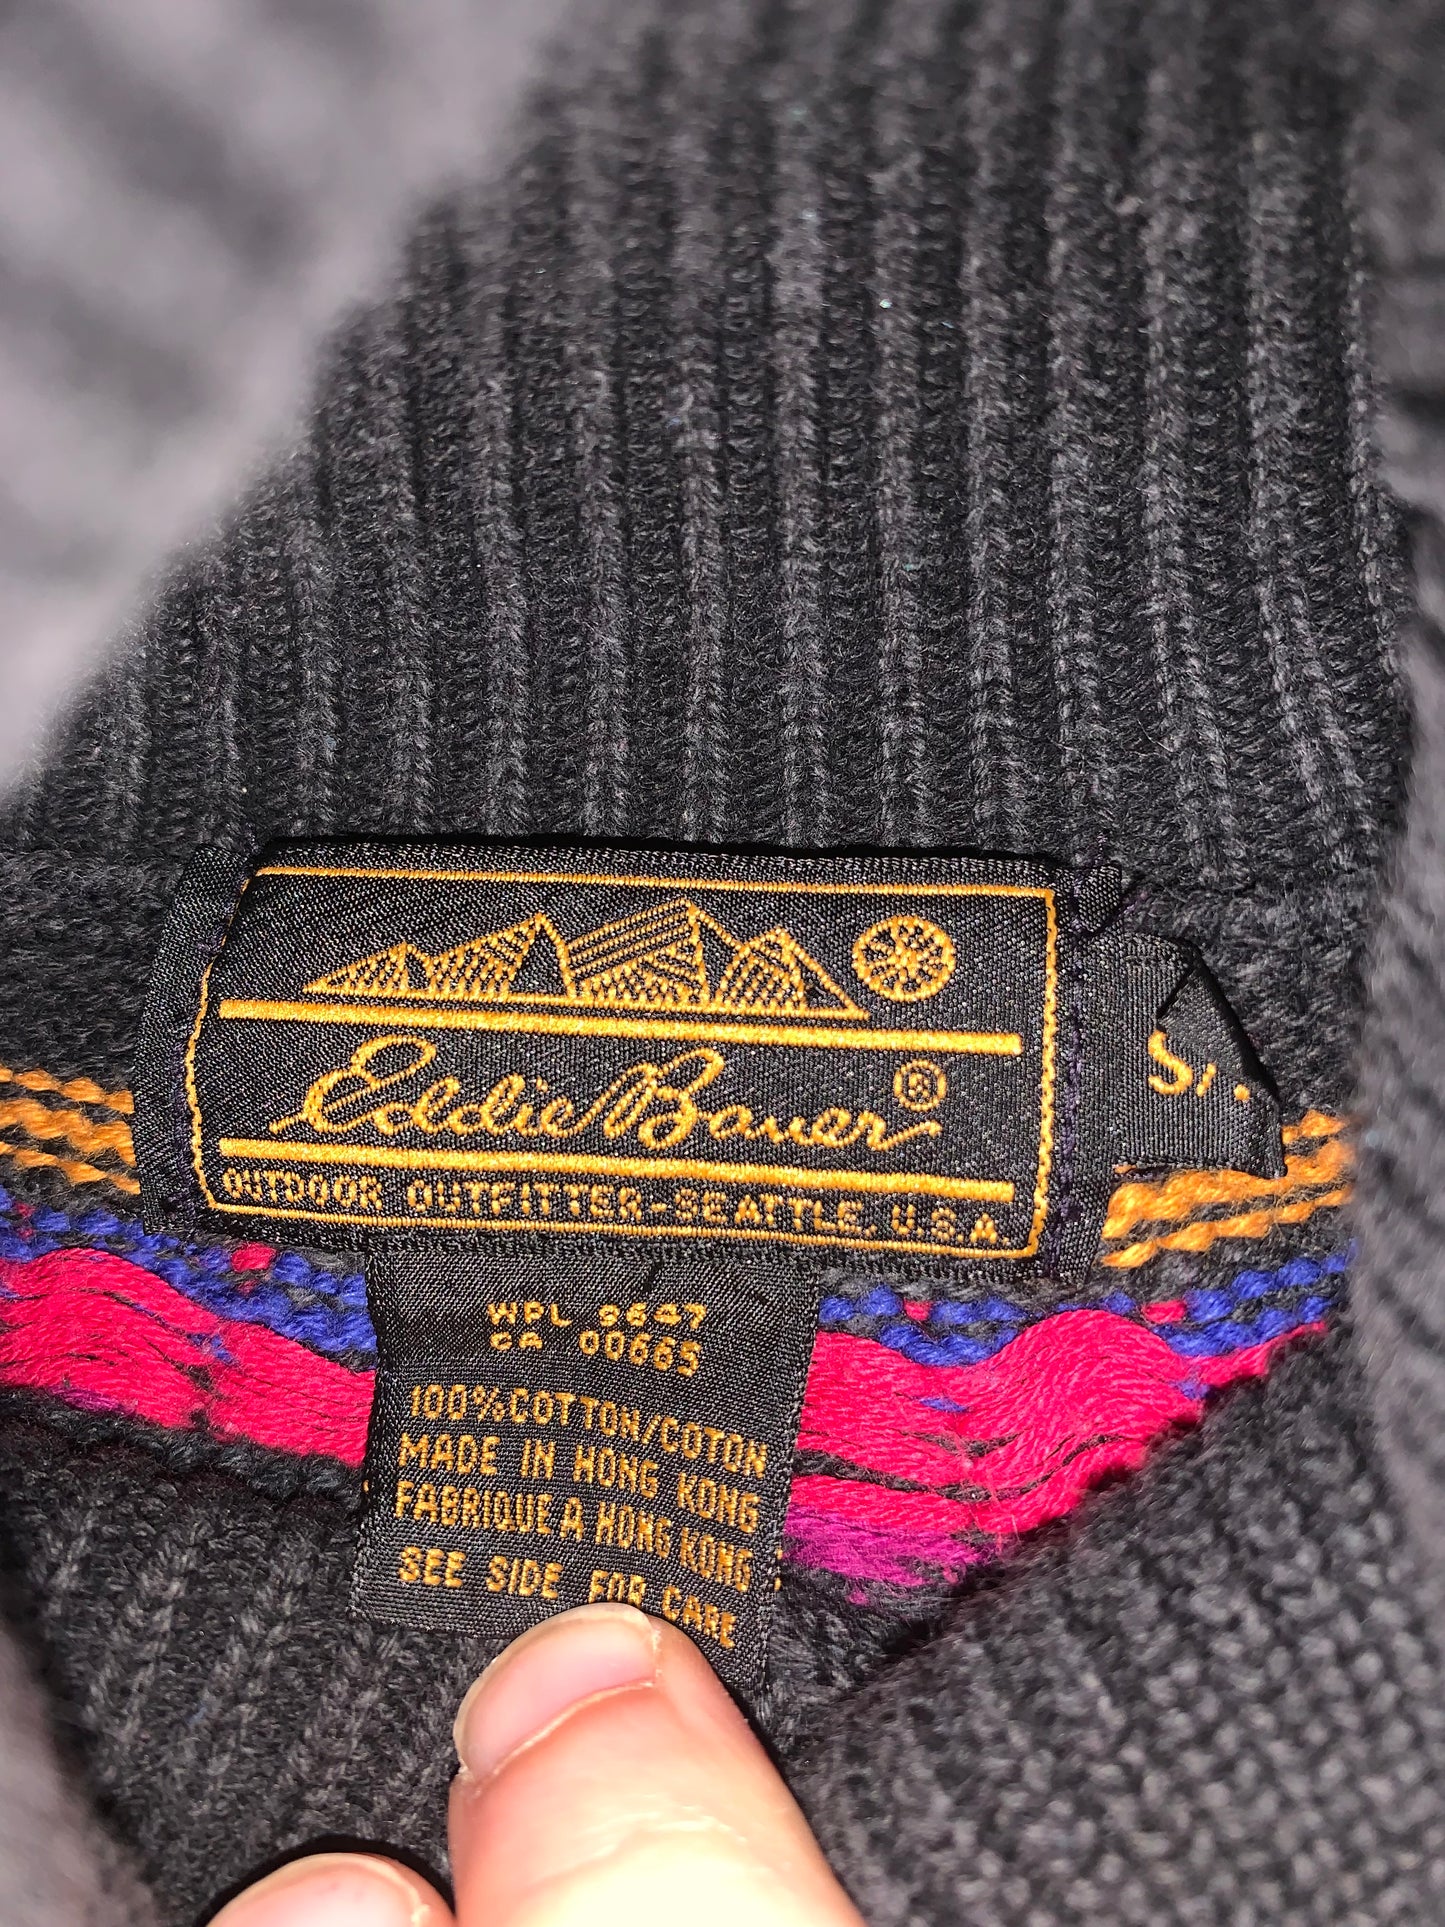 Eddie Bauer®
OUTDOOR OUTFITTER-SEATTLE, U.S.A.
WPL 8647
CA 00665
100% COTTON/COTON
MADE IN HONG KONG
FABRIQUE A HONG KONG
SEE SIDE FOR CARE